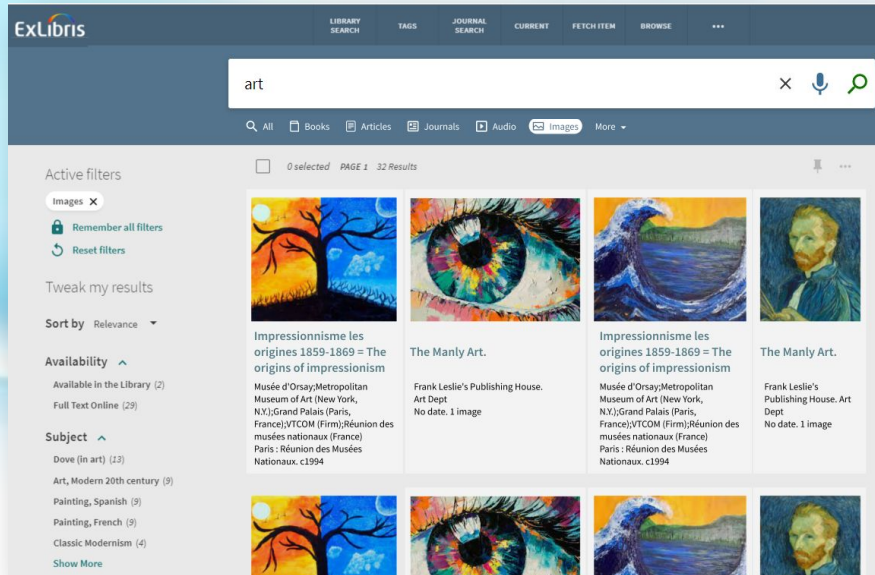 ExLibris
LIBRARY SEARCH TAGS JOURNAL SEARCH CURRENT FETCH ITEM BROWSE •••
art
All Books Articles Journals Audio Images More
0 selected PAGE 1 32 Results
Active filters
Images X
Remember all filters
Reset filters
Tweak my results
Sort by Relevance
Availability
Available in the Library (2)
Full Text Online (29)
Subject
Dove (in art) (13)
Art, Modern 20th century (9)
Painting, Spanish (9)
Painting, French (9)
Classic Modernism (4)
Show More
Impressionnisme les
origines 1859-1869 = The
origins of impressionism
Musée d'Orsay;Metropolitan
Museum of Art (New York,
N.Y.);Grand Palais (Paris,
France);VTCOM (Firm);Réunion des
musées nationaux (France)
Paris : Réunion des Musées
Nationaux. c1994
The Manly Art.
Frank Leslie's Publishing House.
Art Dept
No date. 1 image
Impressionnisme les
origines 1859-1869 = The
origins of impressionism
Musée d'Orsay;Metropolitan
Museum of Art (New York,
N.Y.);Grand Palais (Paris,
France);VTCOM (Firm);Réunion des
musées nationaux (France)
Paris : Réunion des Musées
Nationaux. c1994
The Manly Art.
Frank Leslie's
Publishing House. Art
Dept
No date. 1 image